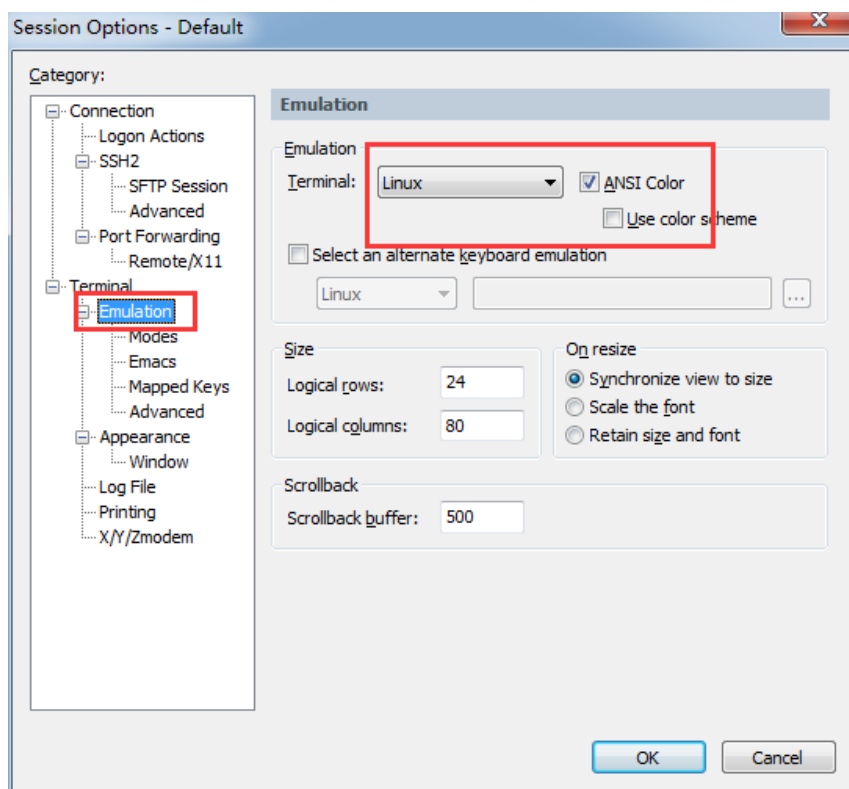 Session Options - Default
Category:
Connection
Logon Actions
SSH2
SFTP Session
Advanced
Port Forwarding
Remote/X11
Terminal
Emulation
Modes
Emacs
Mapped Keys
Advanced
Appearance
Window
Log File
Printing
X/Y/Zmodem
Emulation
Emulation
Terminal: Linux ANSI Color
Use color scheme
Select an alternate keyboard emulation
Linux ...
Size
Logical rows: 24
Logical columns: 80
On resize
Synchronize view to size
Scale the font
Retain size and font
Scrollback
Scrollback buffer: 500
OK Cancel